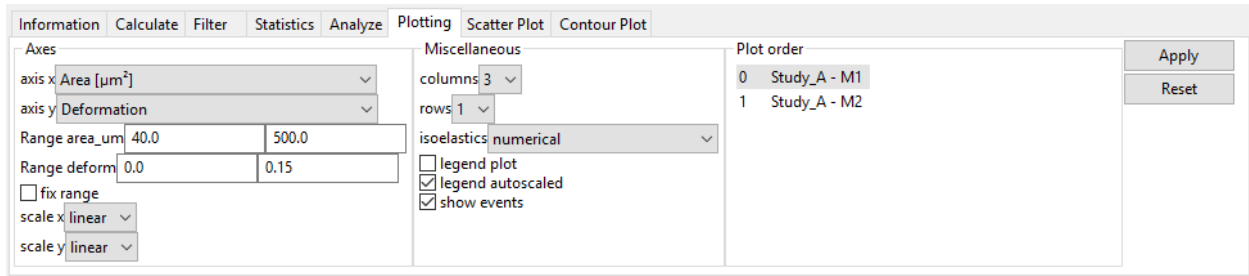 Information Calculate Filter Statistics Analyze Plotting Scatter Plot Contour Plot
Axes
axis x Area [µm²]
axis y Deformation
Range area_um 40.0 500.0
Range deform 0.0 0.15
fix range
scale x linear
scale y linear
Miscellaneous
columns 3
rows 1
isoelastics numerical
legend plot
legend autoscaled
show events
Plot order
0 Study_A - M1
1 Study_A - M2
Apply
Reset